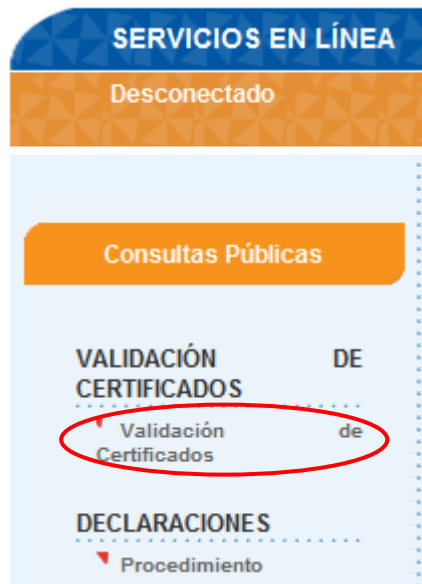 SERVICIOS EN LÍNEA
Desconectado
Consultas Públicas
VALIDACIÓN DE
CERTIFICADOS
Validación de
Certificados
DECLARACIONES
Procedimiento